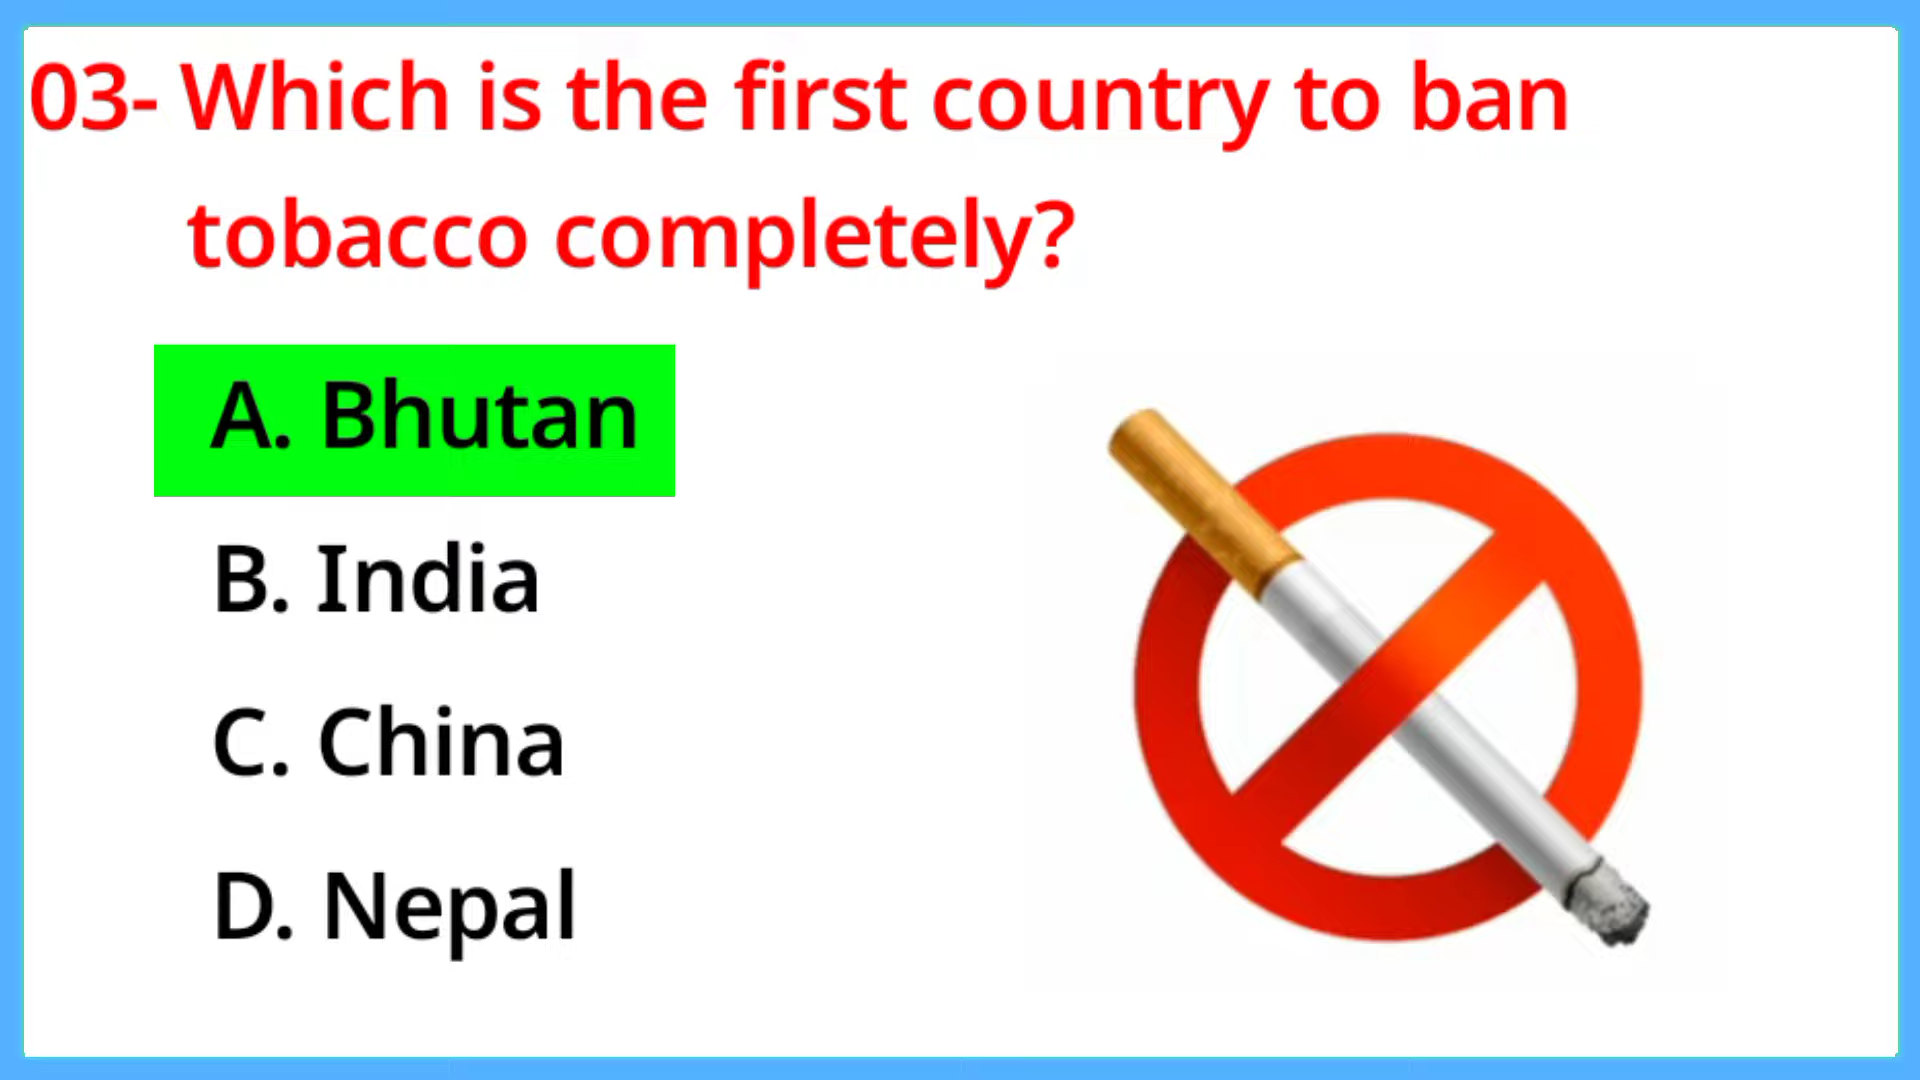 03- Which is the first country to ban
tobacco completely?
A. Bhutan
B. India
C. China
D. Nepal